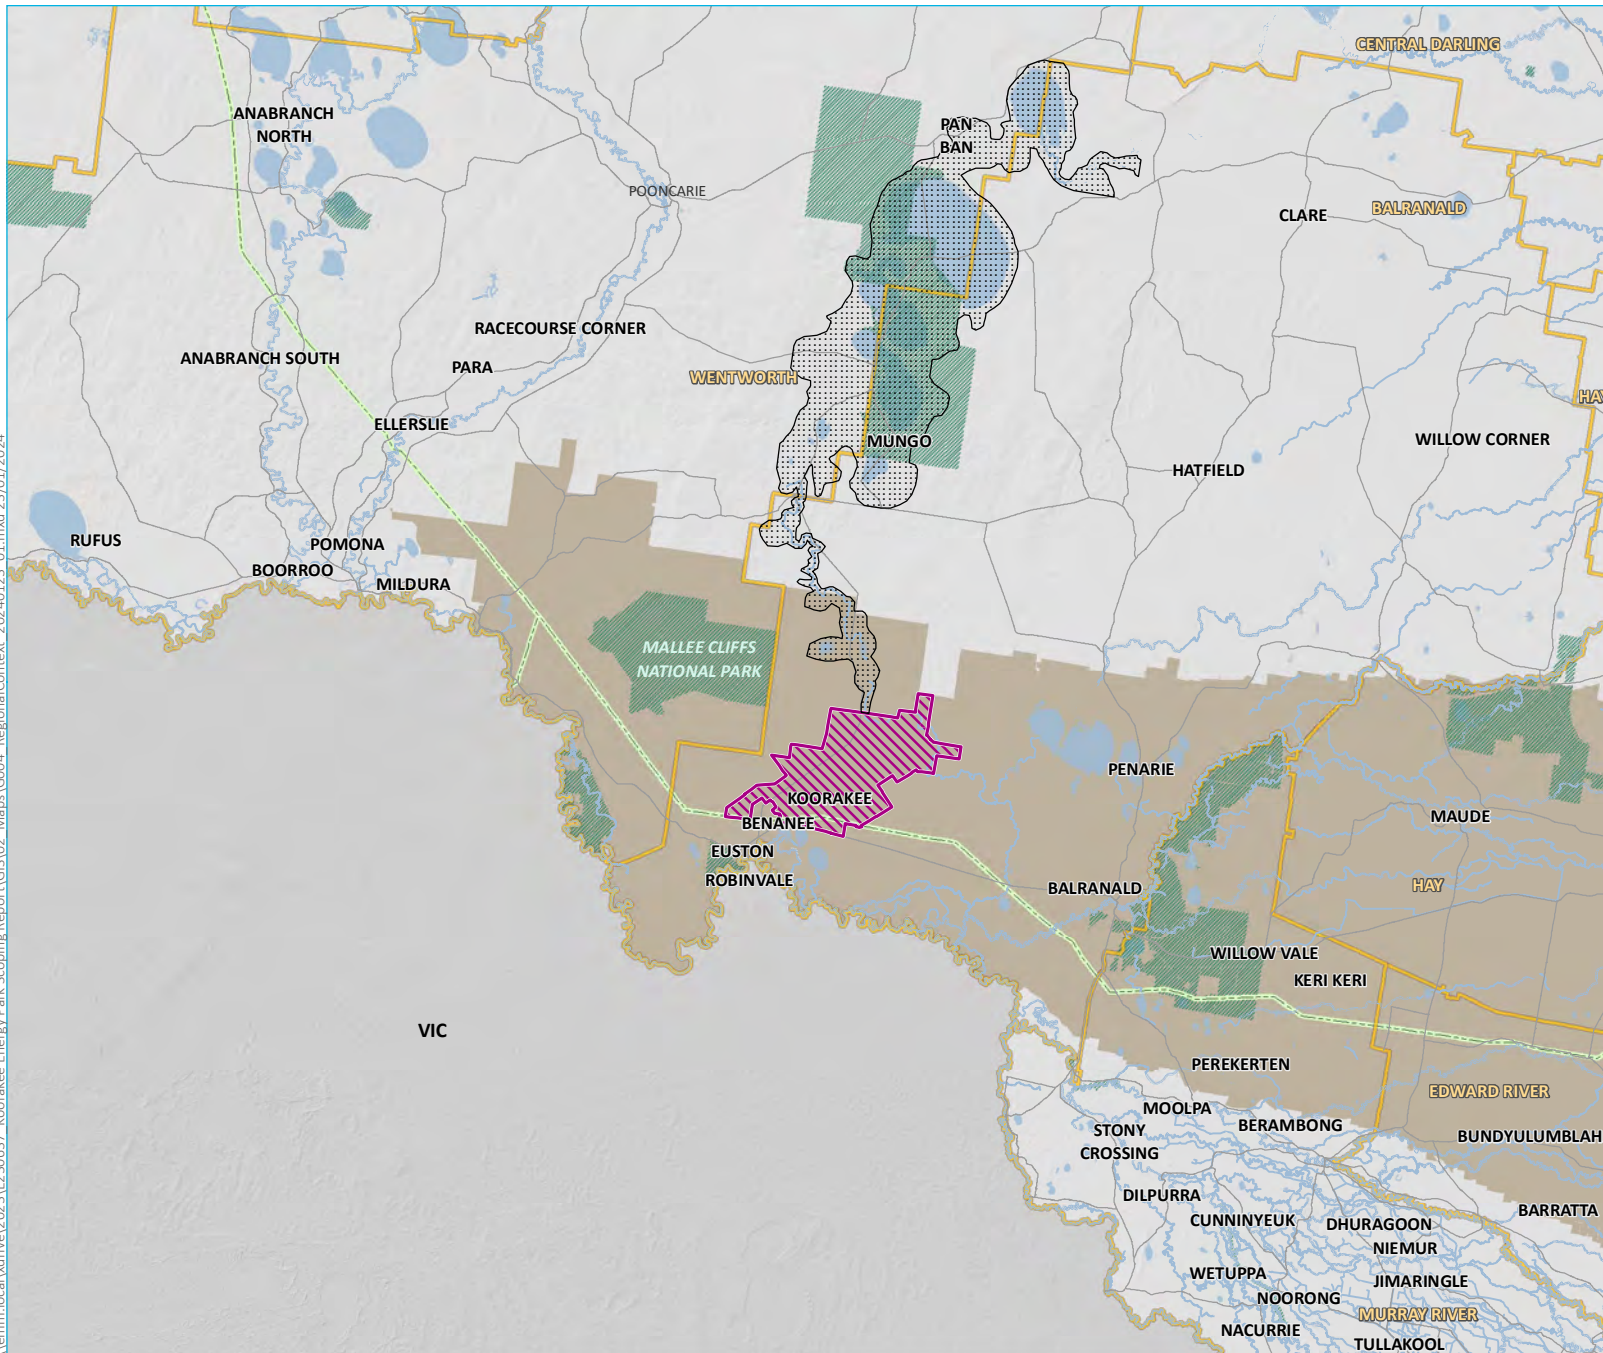 CENTRAL DARLING
ANABRANCH
NORTH
PAN
BAN
POONCARIE
CLARE
BALRANALD
RACECOURSE CORNER
ANABRANCH SOUTH
PARA
WENTWORTH
HAY
ELLERSLIE
MUNGO
WILLOW CORNER
HATFIELD
RUFUS
POMONA
BOORROO
MILDURA
MALLEE CLIFFS
NATIONAL PARK
PENARIE
KOORAKEE
BENANEE
MAUDE
EUSTON
ROBINVALE
BALRANALD
HAY
WILLOW VALE
KERI KERI
VIC
PEREKERTEN
EDWARD RIVER
MOOLPA
BERAMBONG
STONY
CROSSING
BUNDYULUMBLAH
DILPURRA
BARRATTA
CUNNINYEUK
DHURAGOON
NIEMUR
WETUPPA
JIMARINGLE
NOORONG
MURRAY RIVER
NACURRIE
TULLAKOOL